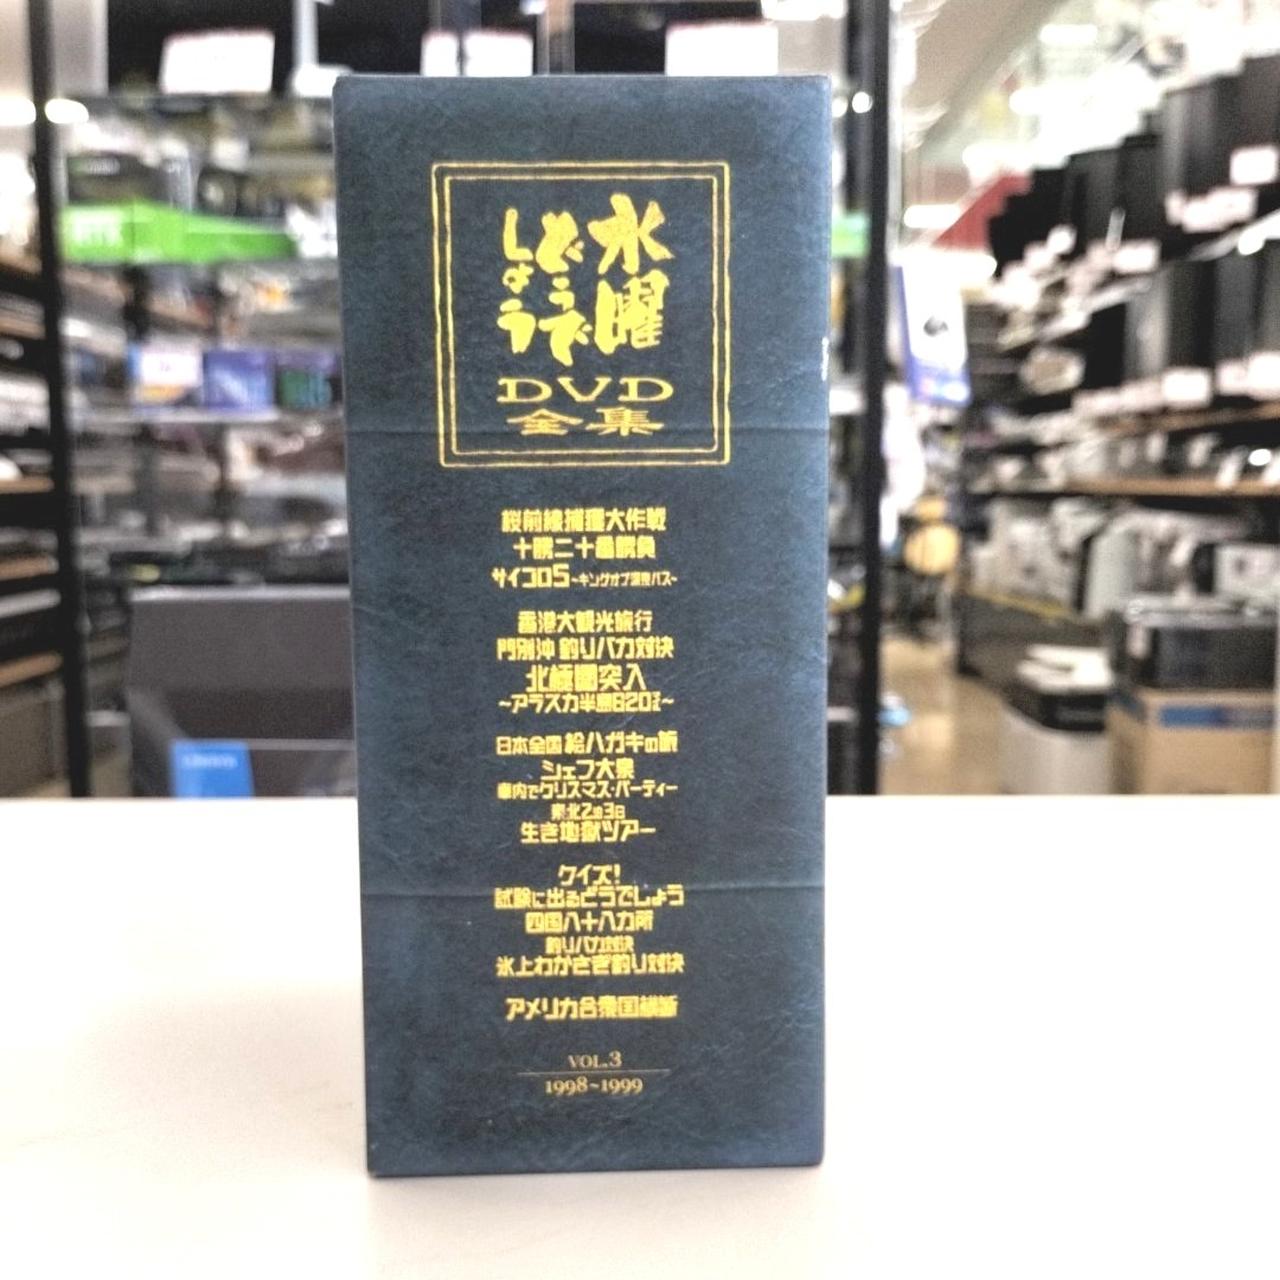 水曜
どうで
しょう
DVD
全集
桜前線捕獲大作戦
十勝二十番勝負
サイコロ5~キングオブ深夜バス~
香港大観光旅行
門別沖 釣りバカ対決
北極圏突入
~アラスカ半島620マイル~
日本全国 絵ハガキの旅
シェフ大泉
車内でクリスマス・パーティー
東北2泊3日
生き地獄ツアー
クイズ!
試験に出るどうでしょう
四国八十八カ所
釣りバカ対決
氷上わかさぎ釣り対決
アメリカ合衆国横断
VOL.3
1998~1999